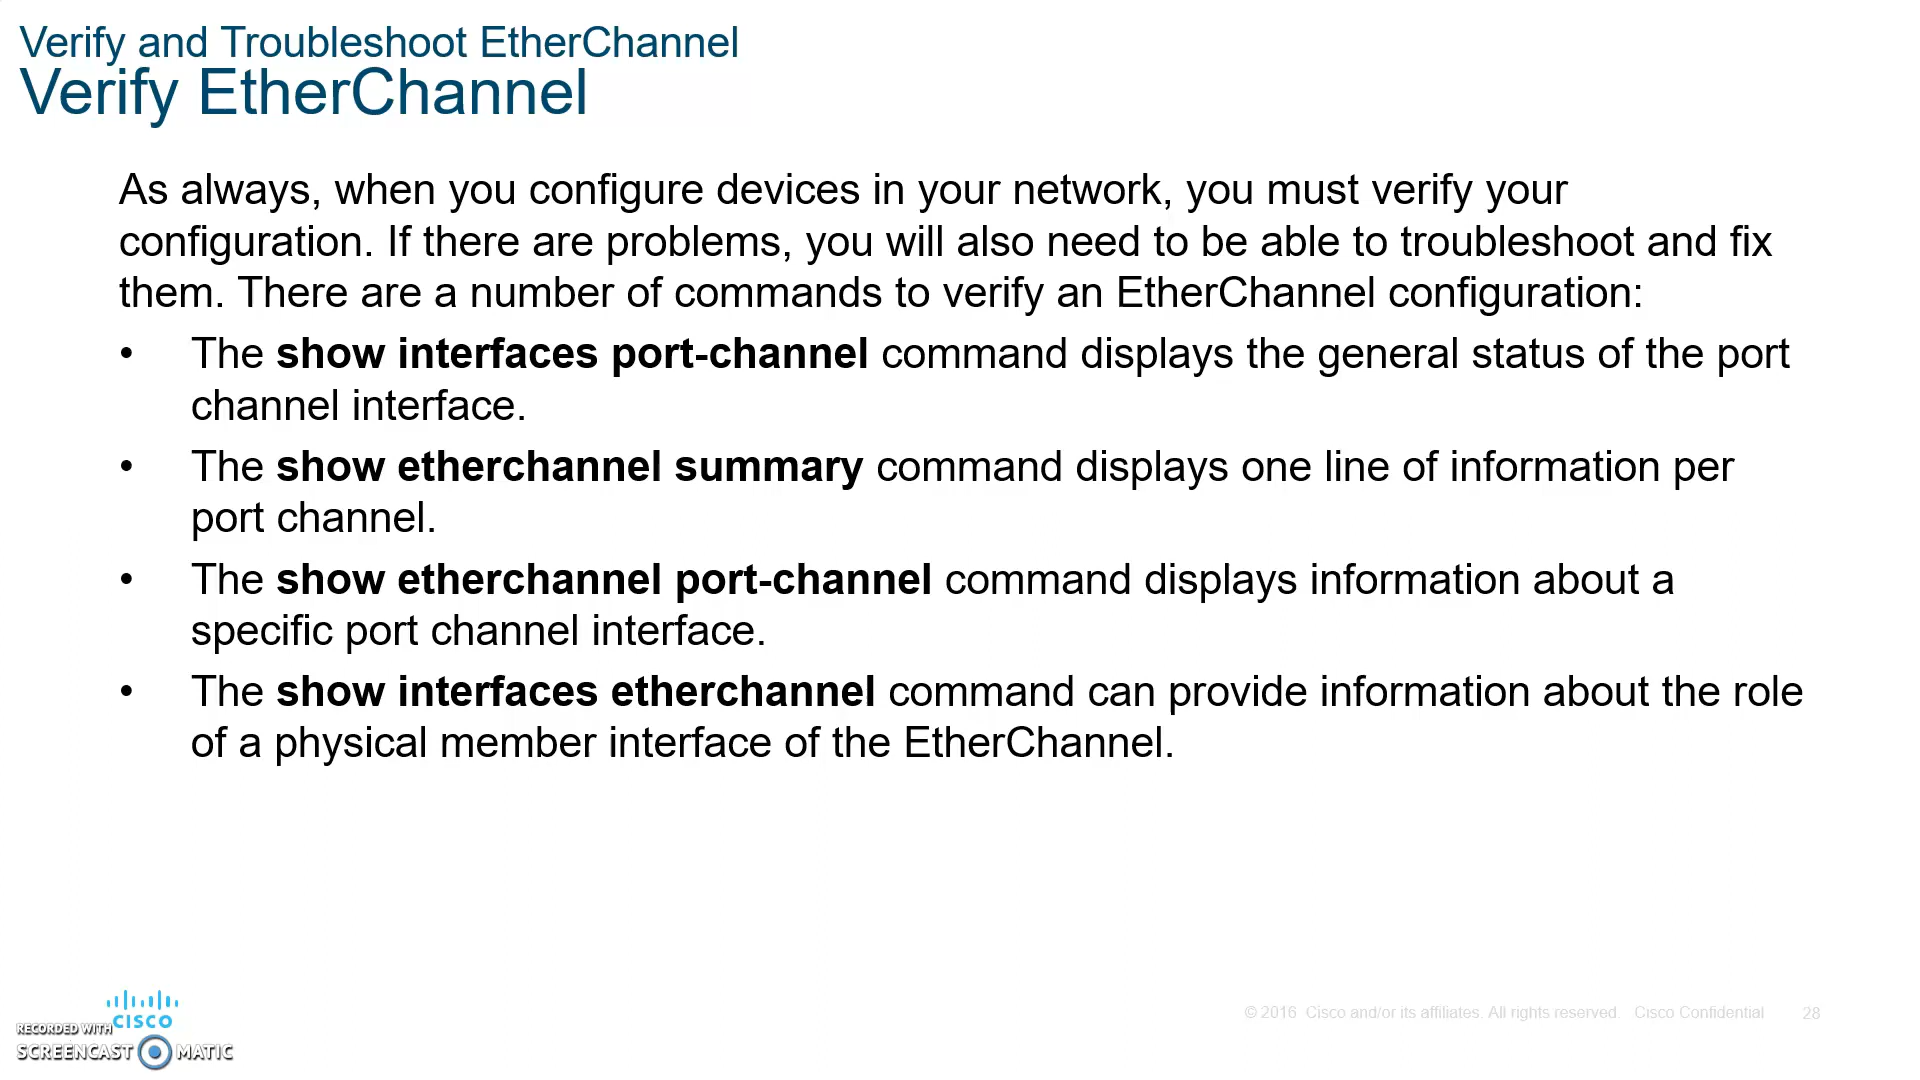 Verify and Troubleshoot EtherChannel
Verify EtherChannel
As always, when you configure devices in your network, you must verify your
configuration. If there are problems, you will also need to be able to troubleshoot and fix
them. There are a number of commands to verify an EtherChannel configuration:
• The show interfaces port-channel command displays the general status of the port
channel interface.
• The show etherchannel summary command displays one line of information per
port channel.
• The show etherchannel port-channel command displays information about a
specific port channel interface.
• The show interfaces etherchannel command can provide information about the role
of a physical member interface of the EtherChannel.
© 2016 Cisco and/or its affiliates. All rights reserved. Cisco Confidential 28
CISCO
RECORDED WITH
SCREENCAST MATIC